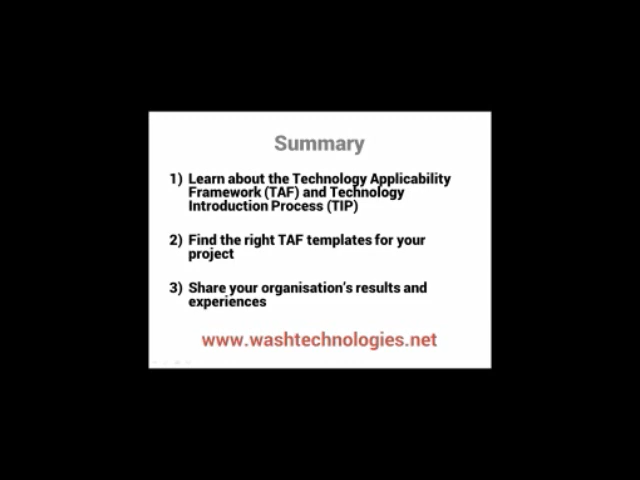 Summary
1) Learn about the Technology Applicability
Framework (TAF) and Technology
Introduction Process (TIP)
2) Find the right TAF templates for your
project
3) Share your organisation's results and
experiences
www.washtechnologies.net